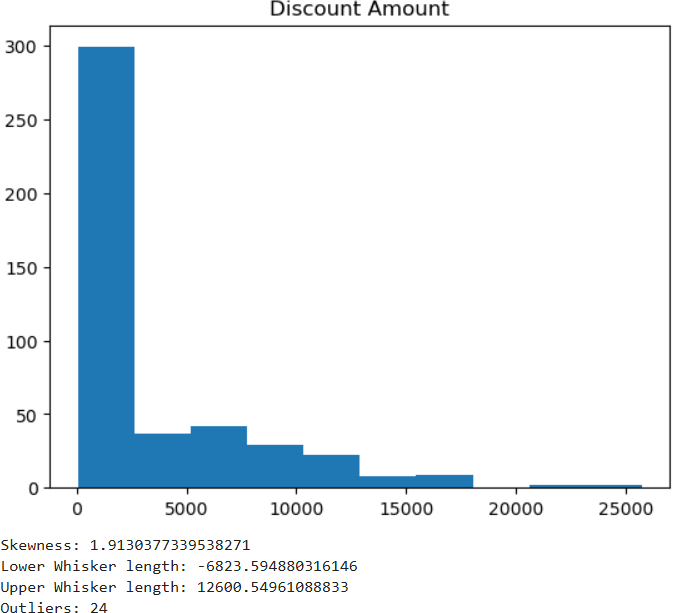 Discount Amount
300
250
200
150
100
50
0
0 5000 10000 15000 20000 25000
Skewness: 1.9130377339538271
Lower Whisker length: -6823.594880316146
Upper Whisker length: 12600.54961088833
Outliers: 24